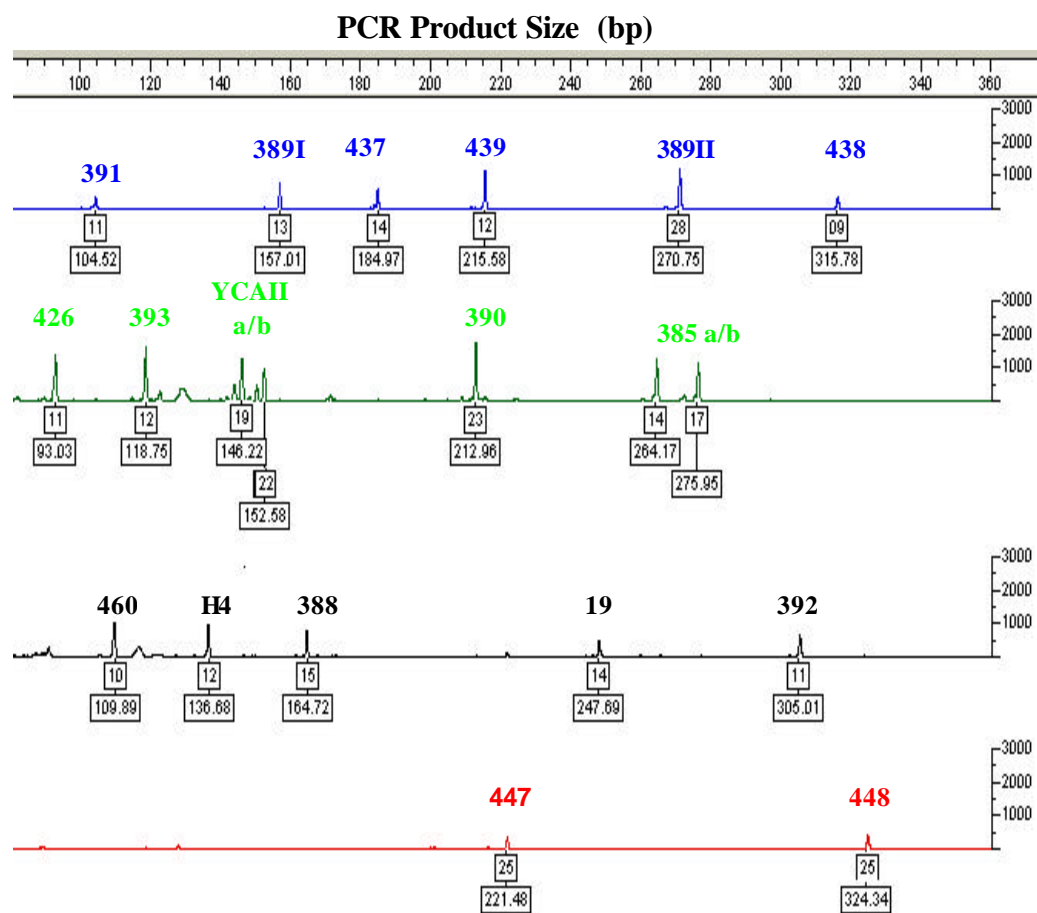 PCR Product Size (bp)
100 120 140 160 180 200 220 240 260 280 300 320 340 360
3000
2000
1000
391 389I 437 439 389II 438
11 13 14 12 28 09
104.52 157.01 184.97 215.58 270.75 315.78
3000
2000
1000
426 393 YCAII a/b 390 385 a/b
11 12 19 23 14 17
93.03 118.75 146.22 212.96 264.17 275.95
22
152.58
3000
2000
1000
460 H4 388 19 392
10 12 15 14 11
109.89 136.68 164.72 247.69 305.01
3000
2000
1000
447 448
25 25
221.48 324.34